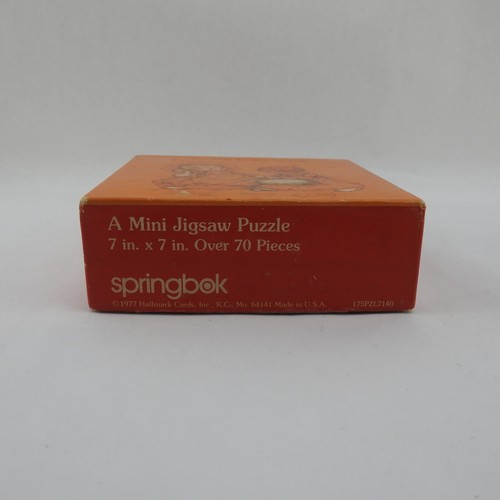 A Mini Jigsaw Puzzle
7 in. x 7 in. Over 70 Pieces
springbok
©1977 Hallmark Cards, Inc., K.C., Mo. 64141 Made in U.S.A. 175PZL7140